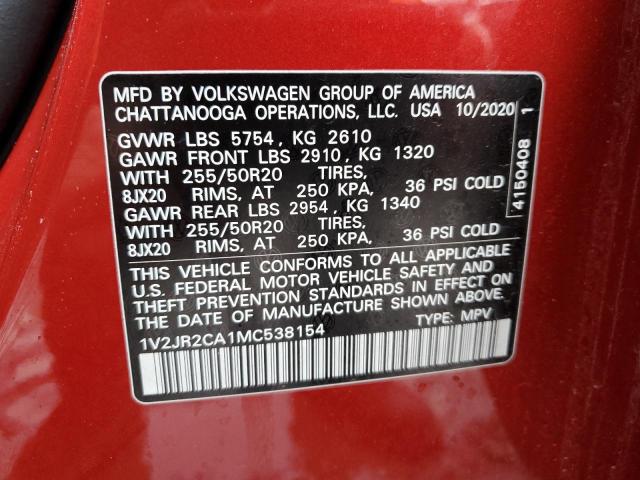 MFD BY VOLKSWAGEN GROUP OF AMERICA
CHATTANOOGA OPERATIONS, LLC. USA 10/2020
GVWR LBS 5754, KG 2610
GAWR FRONT LBS 2910, KG 1320
WITH 255/50R20 TIRES,
8JX20 RIMS, AT 250 KPA, 36 PSI COLD
GAWR REAR LBS 2954, KG 1340
WITH 255/50R20 TIRES,
8JX20 RIMS, AT 250 KPA, 36 PSI COLD
THIS VEHICLE CONFORMS TO ALL APPLICABLE
U.S. FEDERAL MOTOR VEHICLE SAFETY AND
THEFT PREVENTION STANDARDS IN EFFECT ON
THE DATE OF MANUFACTURE SHOWN ABOVE.
1V2JR2CA1MC538154 TYPE: MPV
4150408 1